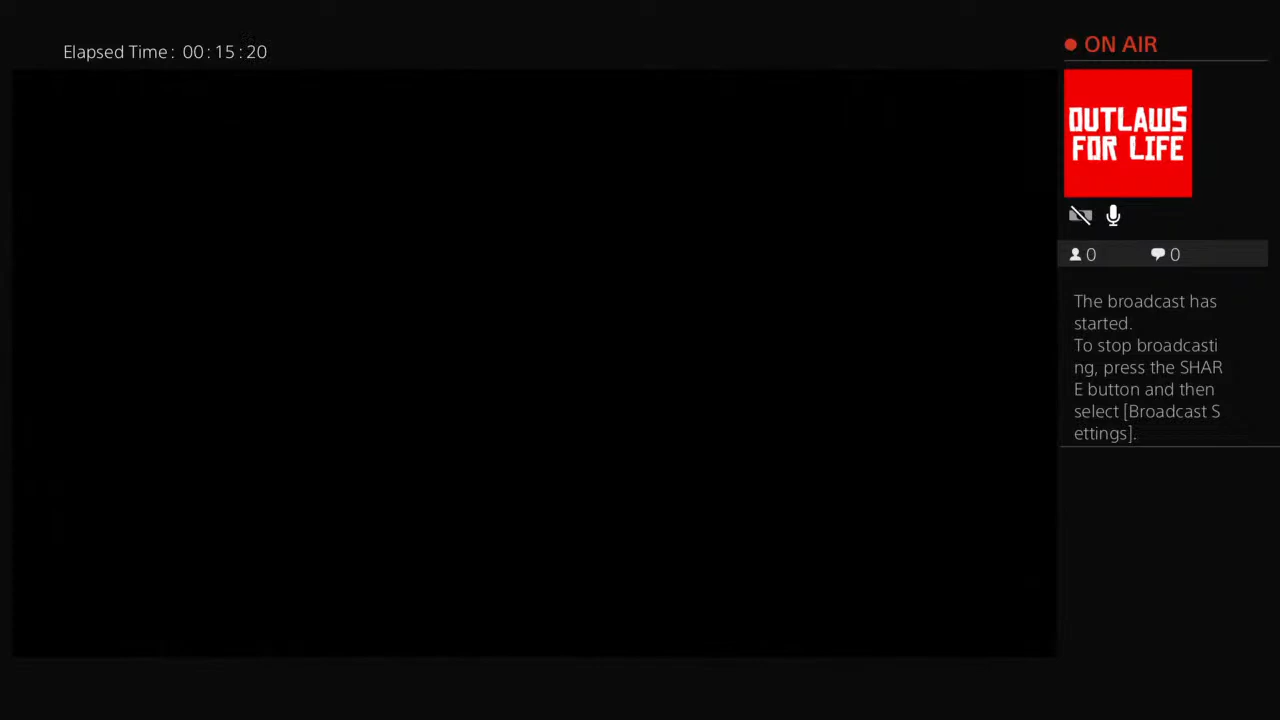 Elapsed Time: 00:15:20
ON AIR
OUTLAWS
FOR LIFE
0
0
The broadcast has
started.
To stop broadcasti
ng, press the SHAR
E button and then
select [Broadcast S
ettings].